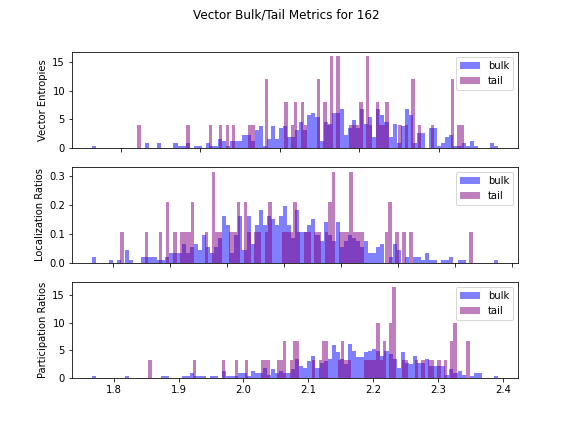 Vector Bulk/Tail Metrics for 162
Vector Entropies
15
10
5
0
bulk
tail
Localization Ratios
0.3
0.2
0.1
0.0
bulk
tail
Participation Ratios
15
10
5
0
bulk
tail
1.8 1.9 2.0 2.1 2.2 2.3 2.4